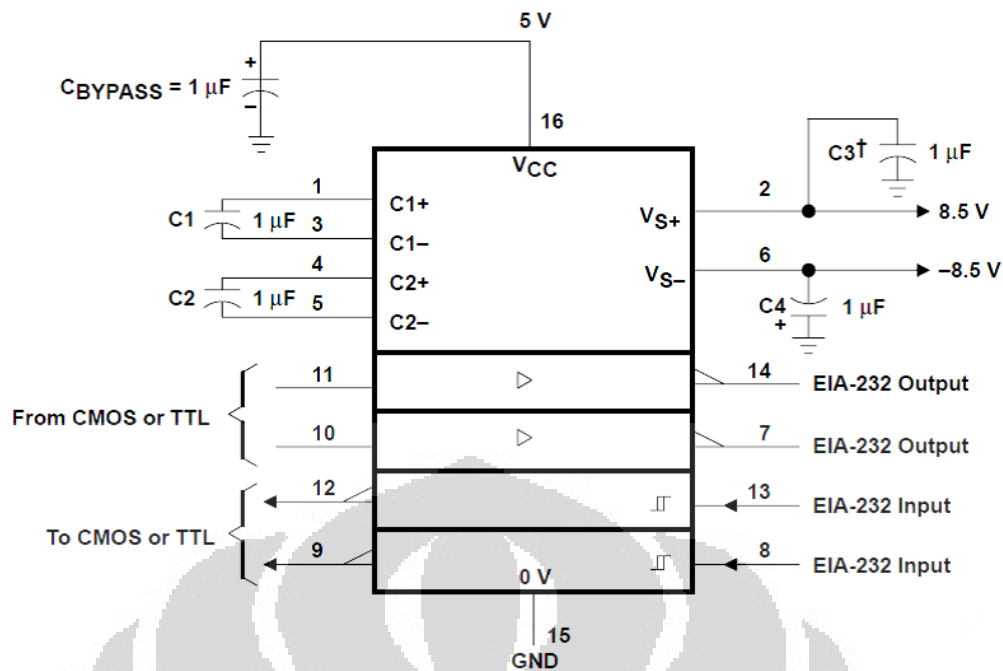 5 V
CBYPASS = 1 µF
+
−
16
VCC
C3† 1 µF
1
C1+
2
C1 1 µF
VS+
8.5 V
3
C1−
4
C2+
6
VS−
−8.5 V
C2 1 µF
5
C2−
C4 1 µF
+
11
14
EIA-232 Output
From CMOS or TTL
10
7
EIA-232 Output
12
13
EIA-232 Input
To CMOS or TTL
9
8
EIA-232 Input
0 V
15
GND